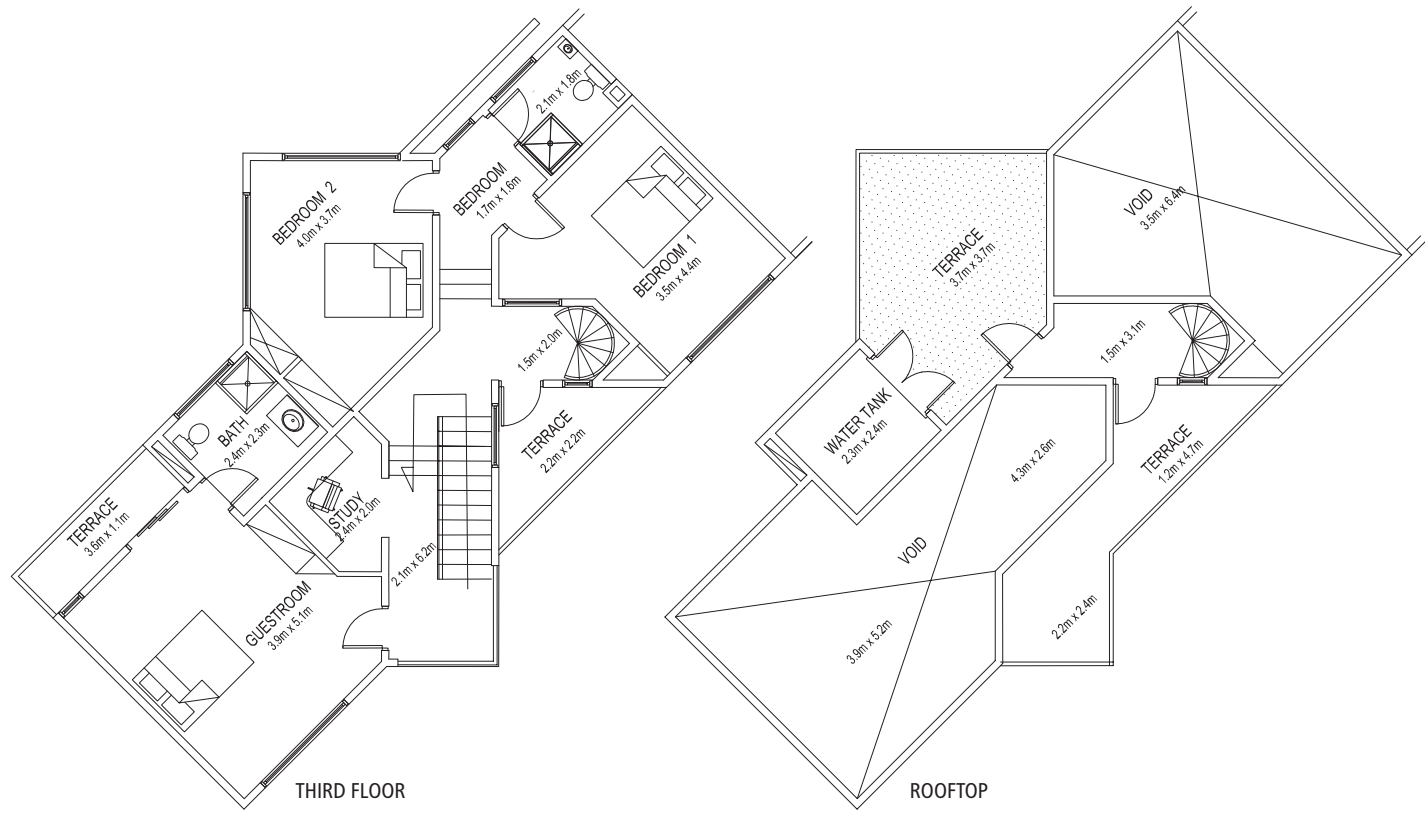 2.1m x 1.8m
BEDROOM
1.7m x 1.6m
BEDROOM 2
4.0m x 3.7m
BEDROOM 1
3.5m x 4.4m
1.5m x 2.0m
BATH
2.4m x 2.3m
TERRACE
2.2m x 2.2m
STUDY
2.4m x 2.0m
TERRACE
3.6m x 1.1m
2.1m x 6.2m
GUESTROOM
3.9m x 5.1m
THIRD FLOOR
VOID
3.5m x 6.4m
TERRACE
3.7m x 3.7m
1.5m x 3.1m
WATER TANK
2.3m x 2.4m
4.3m x 2.6m
TERRACE
1.2m x 4.7m
VOID
3.9m x 5.2m
2.2m x 2.4m
ROOFTOP